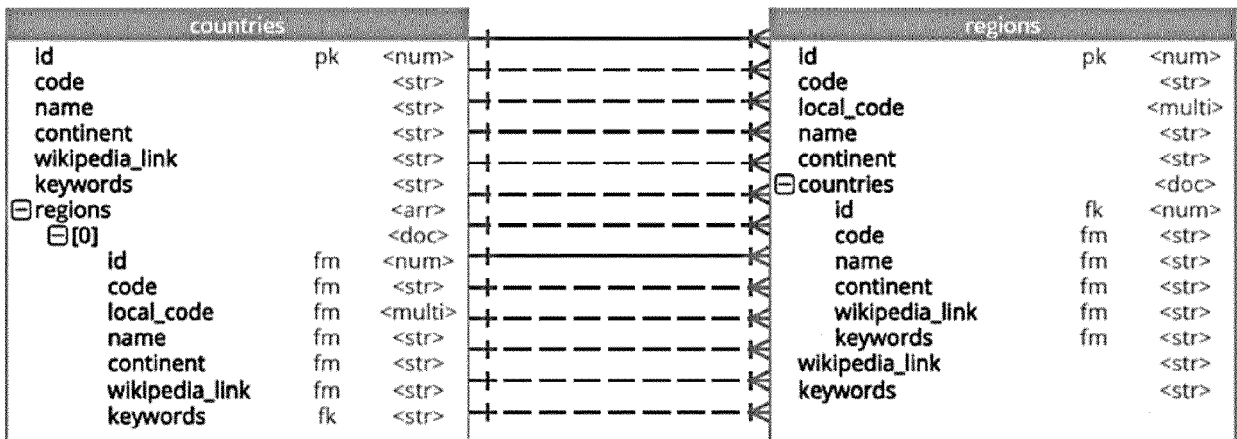 countries
id pk <num>
code <str>
name <str>
continent <str>
wikipedia_link <str>
keywords <str>
regions <arr>
[0] <doc>
id fm <num>
code fm <str>
local_code fm <multi>
name fm <str>
continent fm <str>
wikipedia_link fm <str>
keywords fk <str>
regions
id pk <num>
code <str>
local_code <multi>
name <str>
continent <str>
countries <doc>
id fk <num>
code fm <str>
name fm <str>
continent fm <str>
wikipedia_link fm <str>
keywords fm <str>
wikipedia_link <str>
keywords <str>